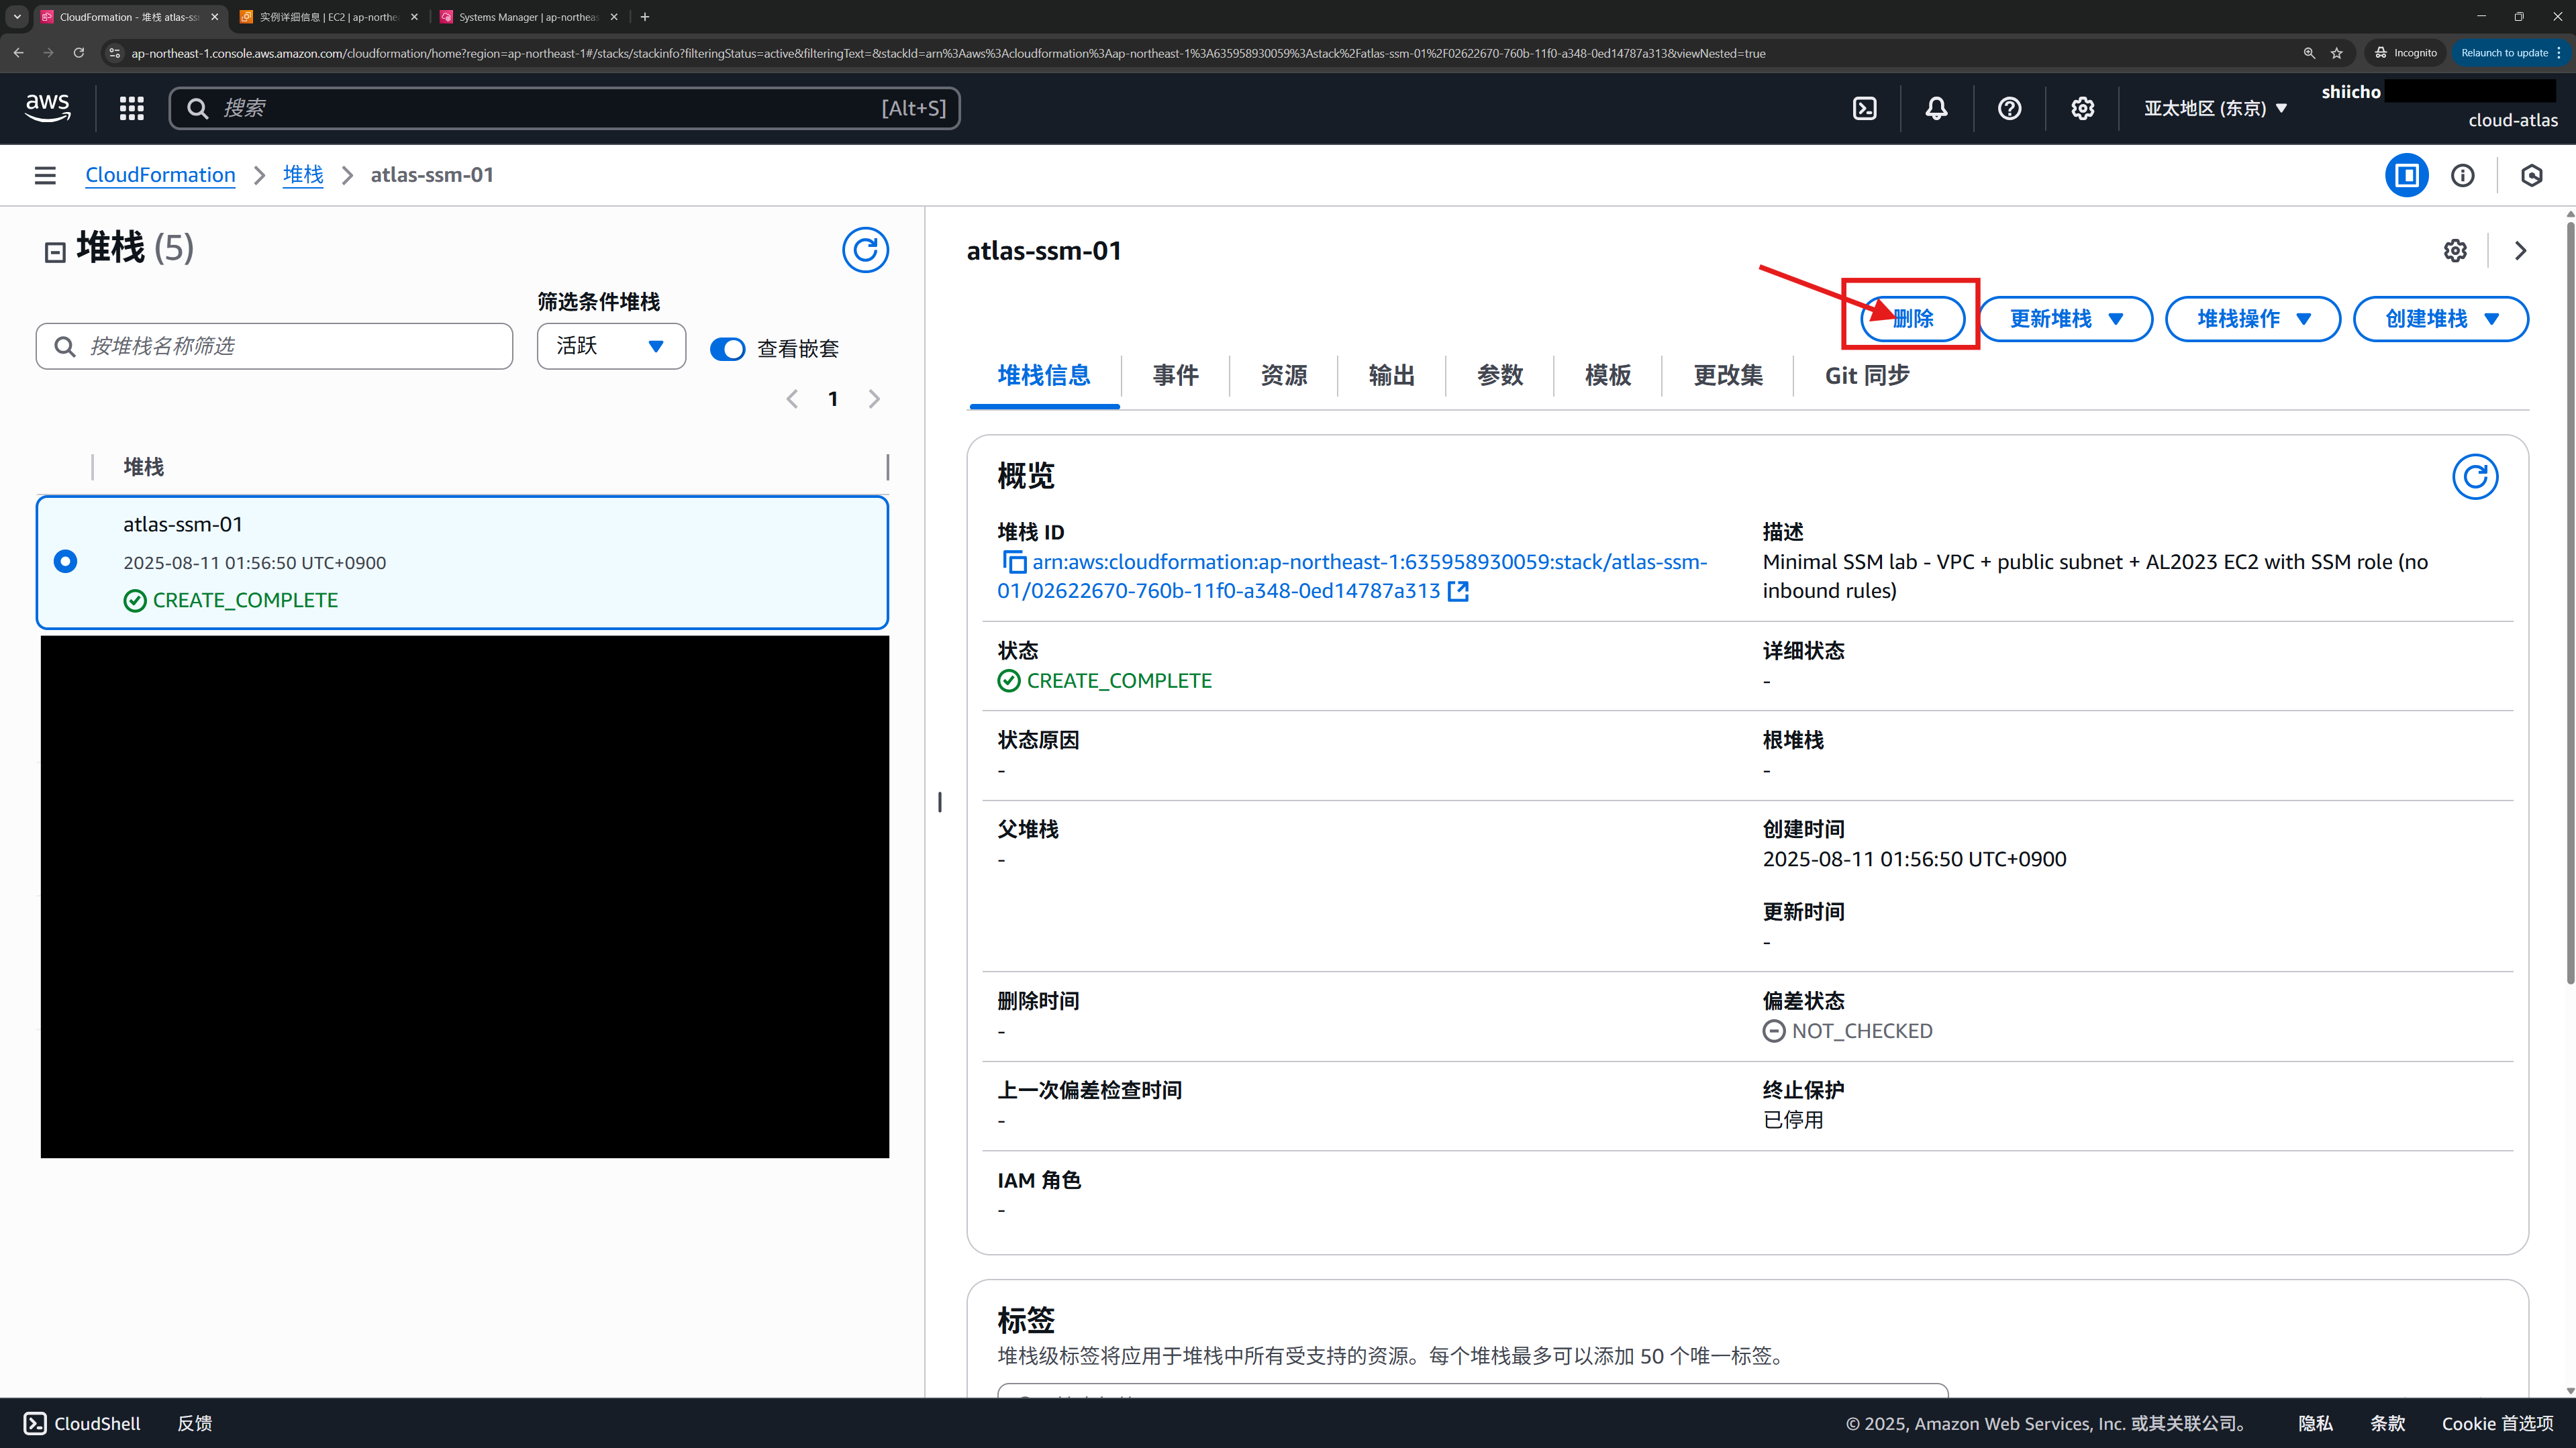 CloudFormation - 堆栈 atlas-ss
实例详细信息 | EC2 | ap-northe
Systems Manager | ap-northeas
ap-northeast-1.console.aws.amazon.com/cloudformation/home?region=ap-northeast-1#/stacks/stackinfo?filteringStatus=active&filteringText=&stackId=arn%3Aaws%3Acloudformation%3Aap-northeast-1%3A635958930059%3Astack%2Fatlas-ssm-01%2F02622670-760b-11f0-a348-0ed14787a313&viewNested=true
Incognito
Relaunch to update
aws
搜索
[Alt+S]
亚太地区 (东京)
shiicho
cloud-atlas
CloudFormation
堆栈
atlas-ssm-01
堆栈 (5)
筛选条件堆栈
按堆栈名称筛选
活跃
查看嵌套
1
堆栈
atlas-ssm-01
2025-08-11 01:56:50 UTC+0900
CREATE_COMPLETE
atlas-ssm-01
删除
更新堆栈
堆栈操作
创建堆栈
堆栈信息
事件
资源
输出
参数
模板
更改集
Git 同步
概览
堆栈 ID
arn:aws:cloudformation:ap-northeast-1:635958930059:stack/atlas-ssm-
01/02622670-760b-11f0-a348-0ed14787a313
描述
Minimal SSM lab - VPC + public subnet + AL2023 EC2 with SSM role (no
inbound rules)
状态
CREATE_COMPLETE
详细状态
-
状态原因
-
根堆栈
-
父堆栈
-
创建时间
2025-08-11 01:56:50 UTC+0900
更新时间
-
删除时间
-
偏差状态
NOT_CHECKED
上一次偏差检查时间
-
终止保护
已停用
IAM 角色
-
标签
堆栈级标签将应用于堆栈中所有受支持的资源。每个堆栈最多可以添加 50 个唯一标签。
CloudShell
反馈
© 2025, Amazon Web Services, Inc. 或其关联公司。
隐私
条款
Cookie 首选项